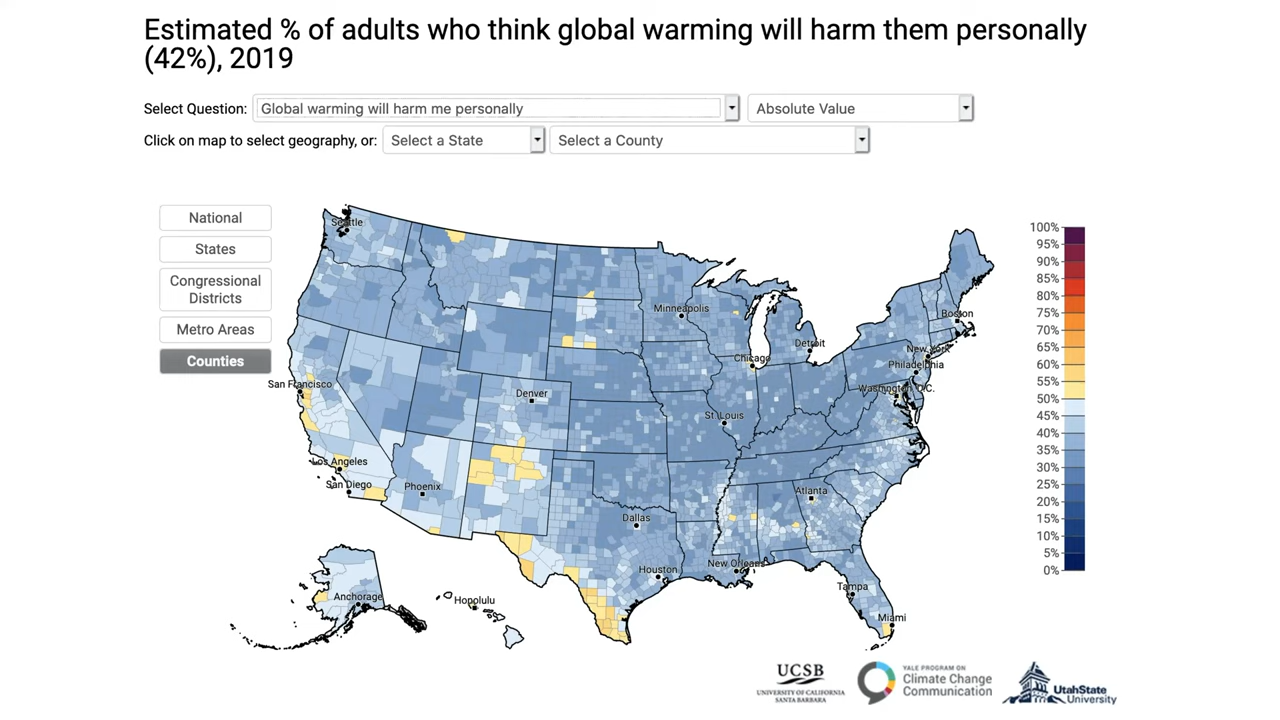 Estimated % of adults who think global warming will harm them personally
(42%), 2019
Select Question:
Global warming will harm me personally
Absolute Value
Click on map to select geography, or:
Select a State
Select a County
National
States
Congressional
Districts
Metro Areas
Counties
Seattle
Minneapolis
Boston
Detroit
New York
Chicago
Philadelphia
San Francisco
Washington D.C.
Denver
St. Louis
Los Angeles
San Diego
Phoenix
Atlanta
Dallas
New Orleans
Houston
Tampa
Anchorage
Honolulu
Miami
100%
95%
90%
85%
80%
75%
70%
65%
60%
55%
50%
45%
40%
35%
30%
25%
20%
15%
10%
5%
0%
UCSB
UNIVERSITY OF CALIFORNIA
SANTA BARBARA
YALE PROGRAM ON
Climate Change
Communication
UtahState
University